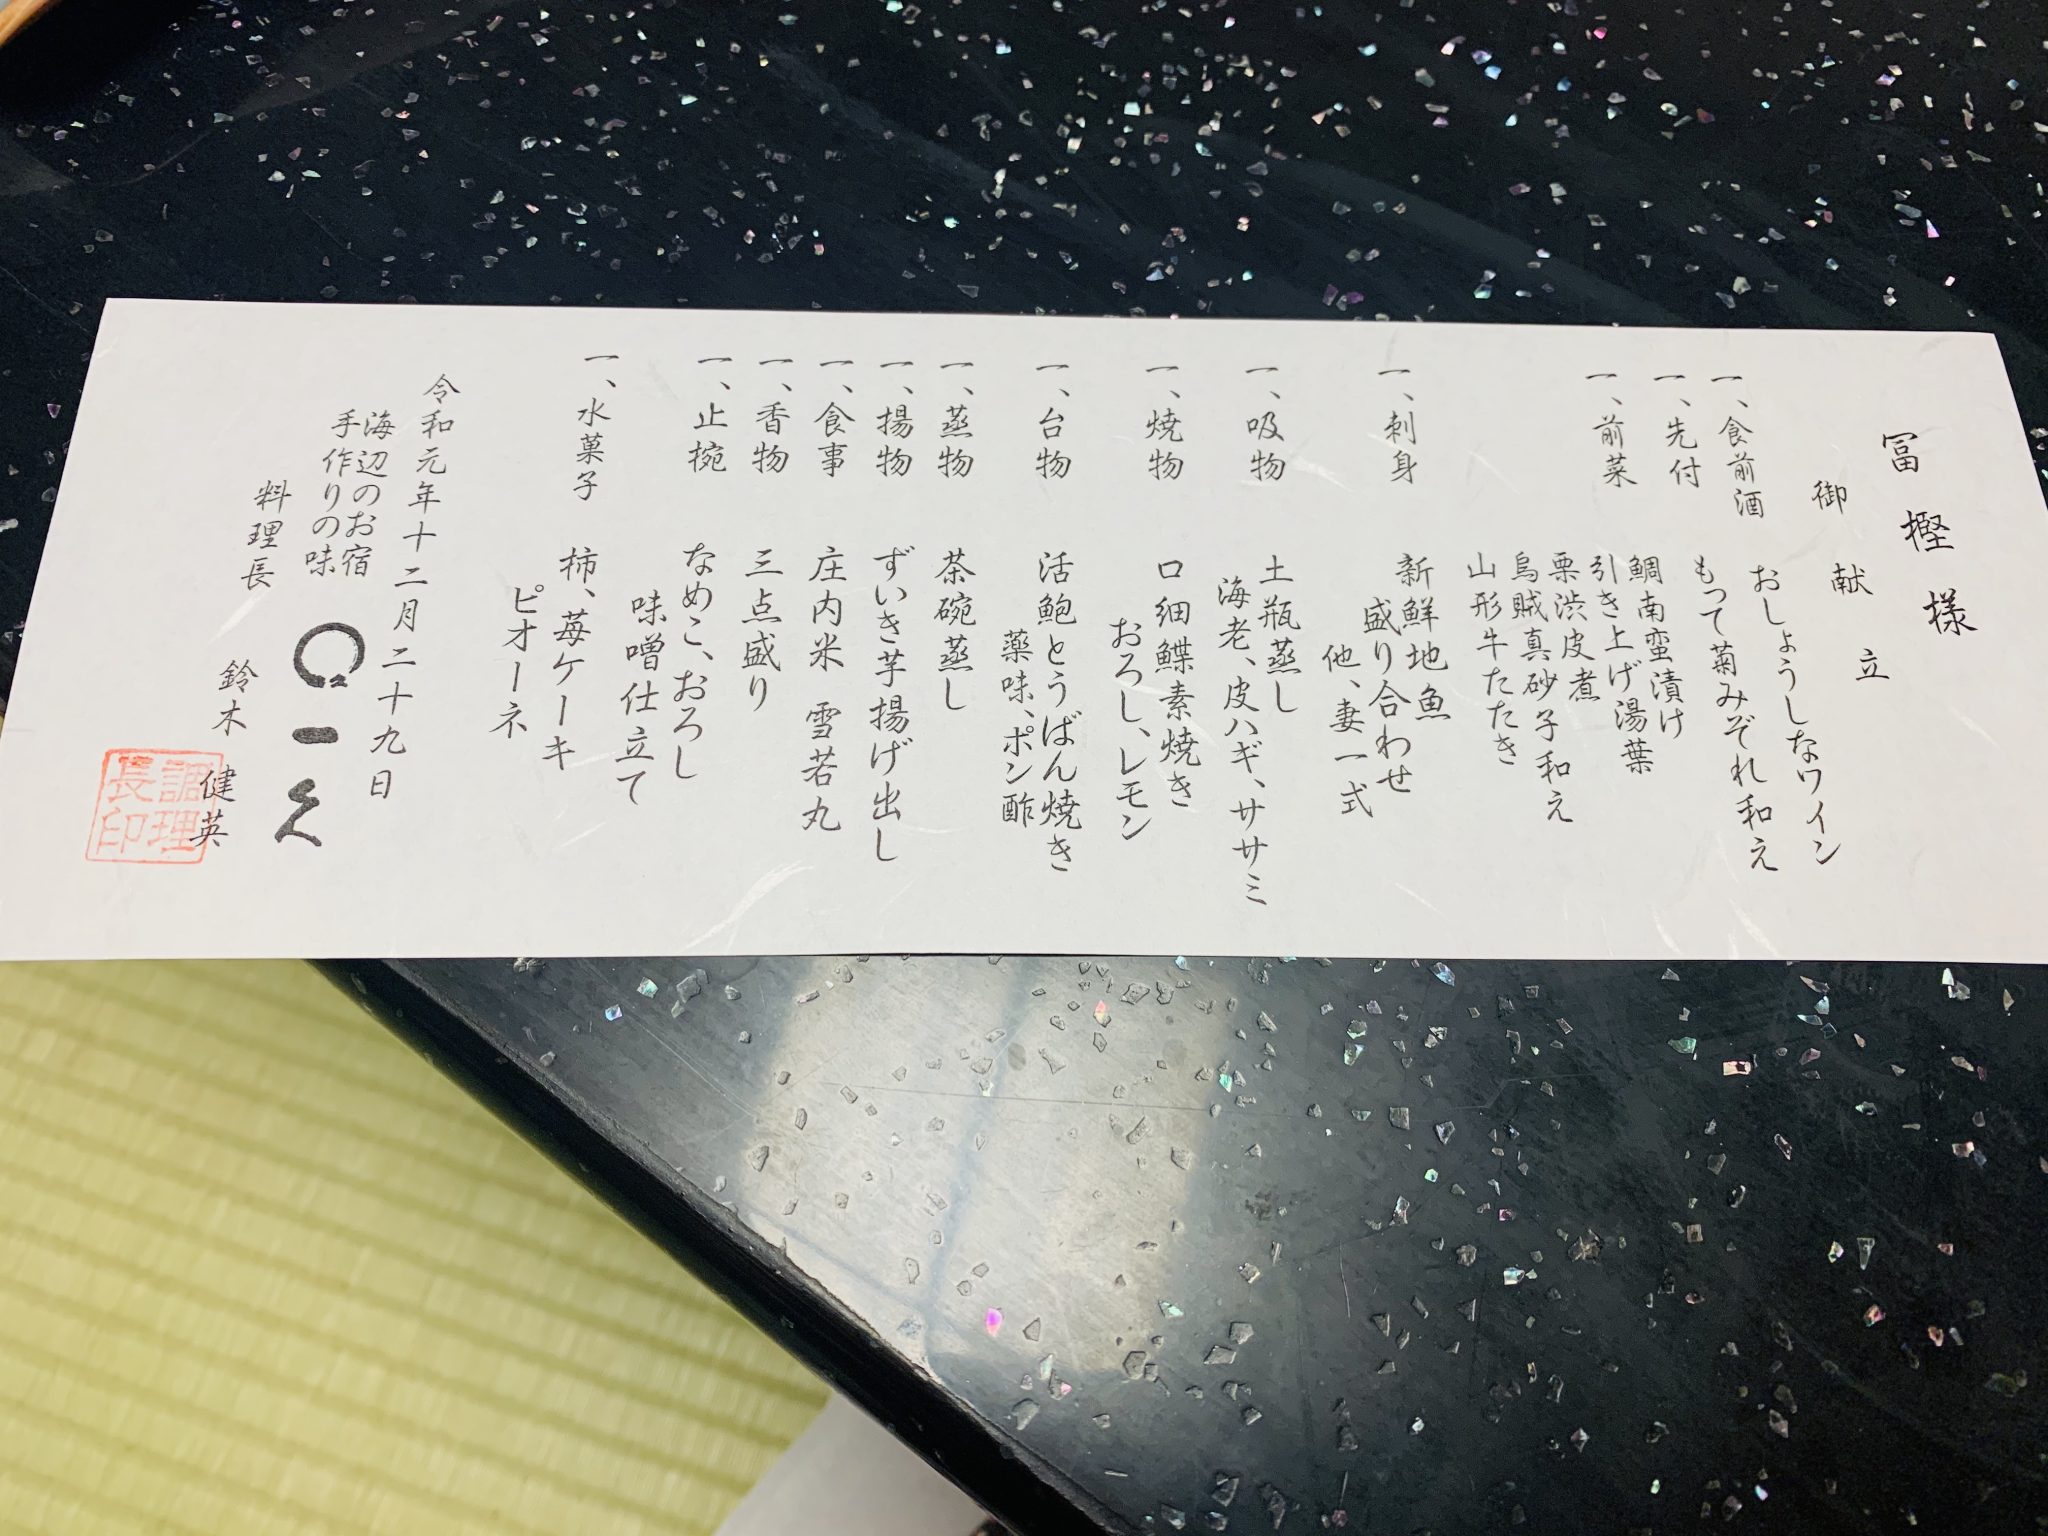 冨樫様
御献立
一、食前酒　おしょうしなワイン
一、先付　もって菊みぞれ和え
一、前菜　鯛南蛮漬け
引き上げ湯葉
栗渋皮煮
烏賊真砂子和え
山形牛たたき
一、刺身　新鮮地魚
盛り合わせ
他、妻一式
一、吸物　土瓶蒸し
海老、皮ハギ、ササミ
一、焼物　口細鰈素焼き
おろし、レモン
一、台物　活鮑とうばん焼き
薬味、ポン酢
一、蒸物　茶碗蒸し
一、揚物　ずいき芋揚げ出し
一、食事　庄内米　雪若丸
一、香物　三点盛り
一、止椀　なめこ、おろし
味噌仕立て
一、水菓子　柿、苺ケーキ
ピオーネ
令和元年十二月二十九日
海辺のお宿
手作りの味
一久
料理長　鈴木　健英
調理
長印